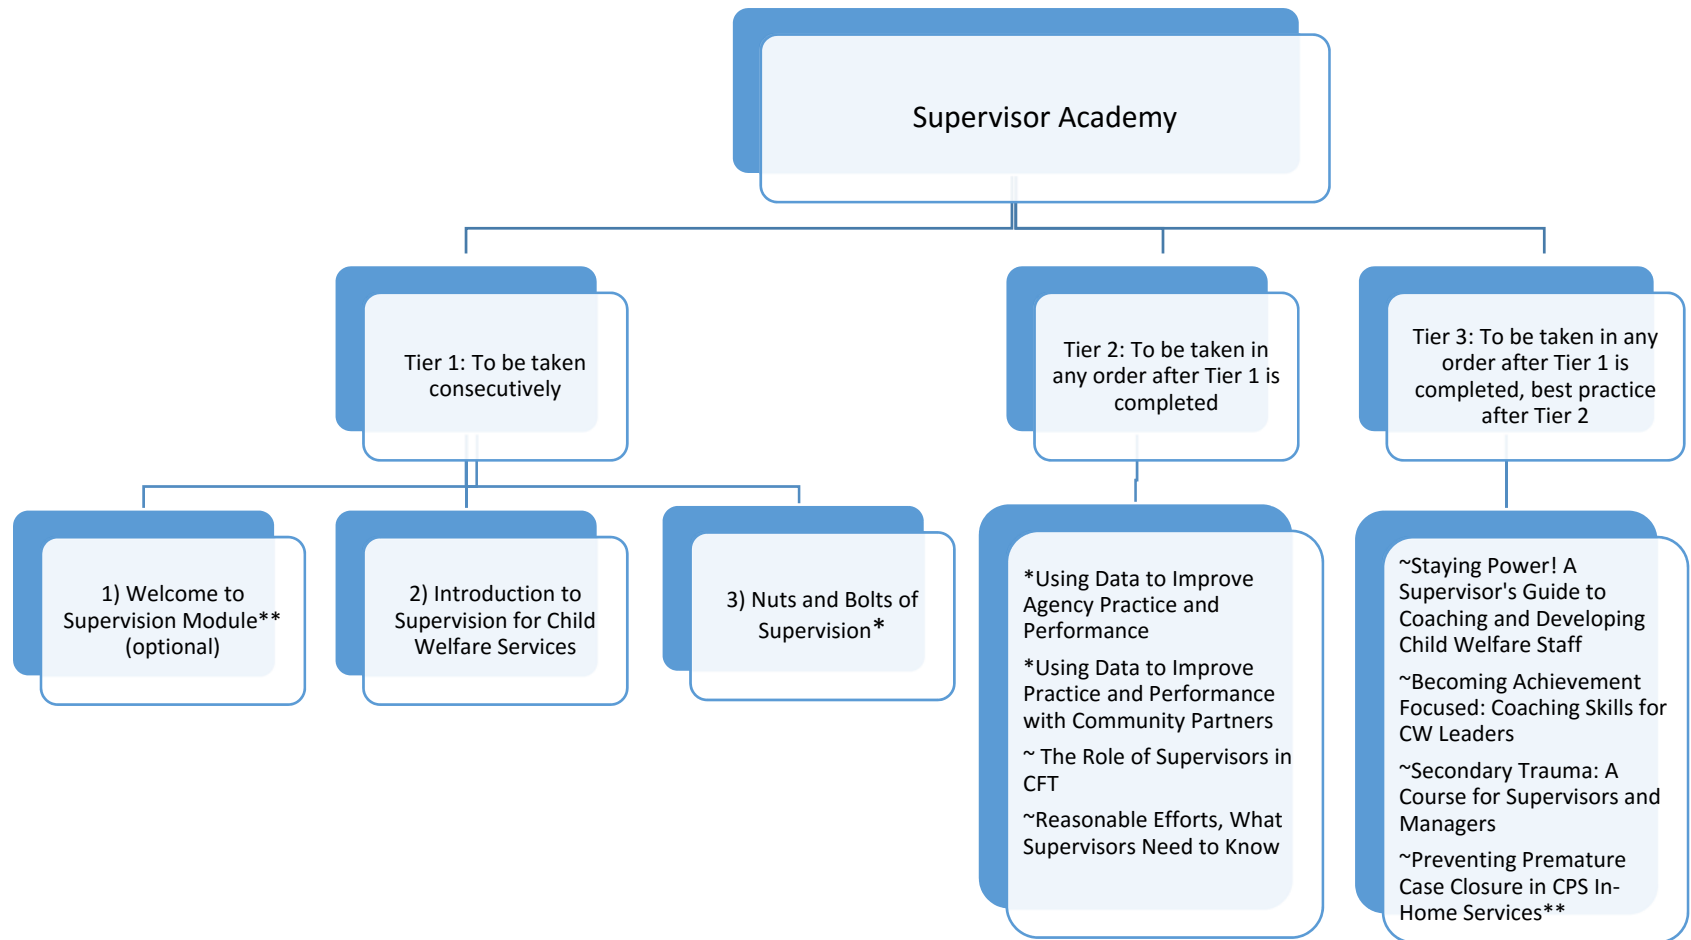 Supervisor Academy
Tier 1: To be taken
consecutively
Tier 2: To be taken in
any order after Tier 1 is
completed
Tier 3: To be taken in any
order after Tier 1 is
completed, best practice
after Tier 2
1) Welcome to
Supervision Module**
(optional)
2) Introduction to
Supervision for Child
Welfare Services
3) Nuts and Bolts of
Supervision*
*Using Data to Improve
Agency Practice and
Performance
*Using Data to Improve
Practice and Performance
with Community Partners
~ The Role of Supervisors in
CFT
~Reasonable Efforts, What
Supervisors Need to Know
~Staying Power! A
Supervisor's Guide to
Coaching and Developing
Child Welfare Staff
~Becoming Achievement
Focused: Coaching Skills for
CW Leaders
~Secondary Trauma: A
Course for Supervisors and
Managers
~Preventing Premature
Case Closure in CPS In-
Home Services**